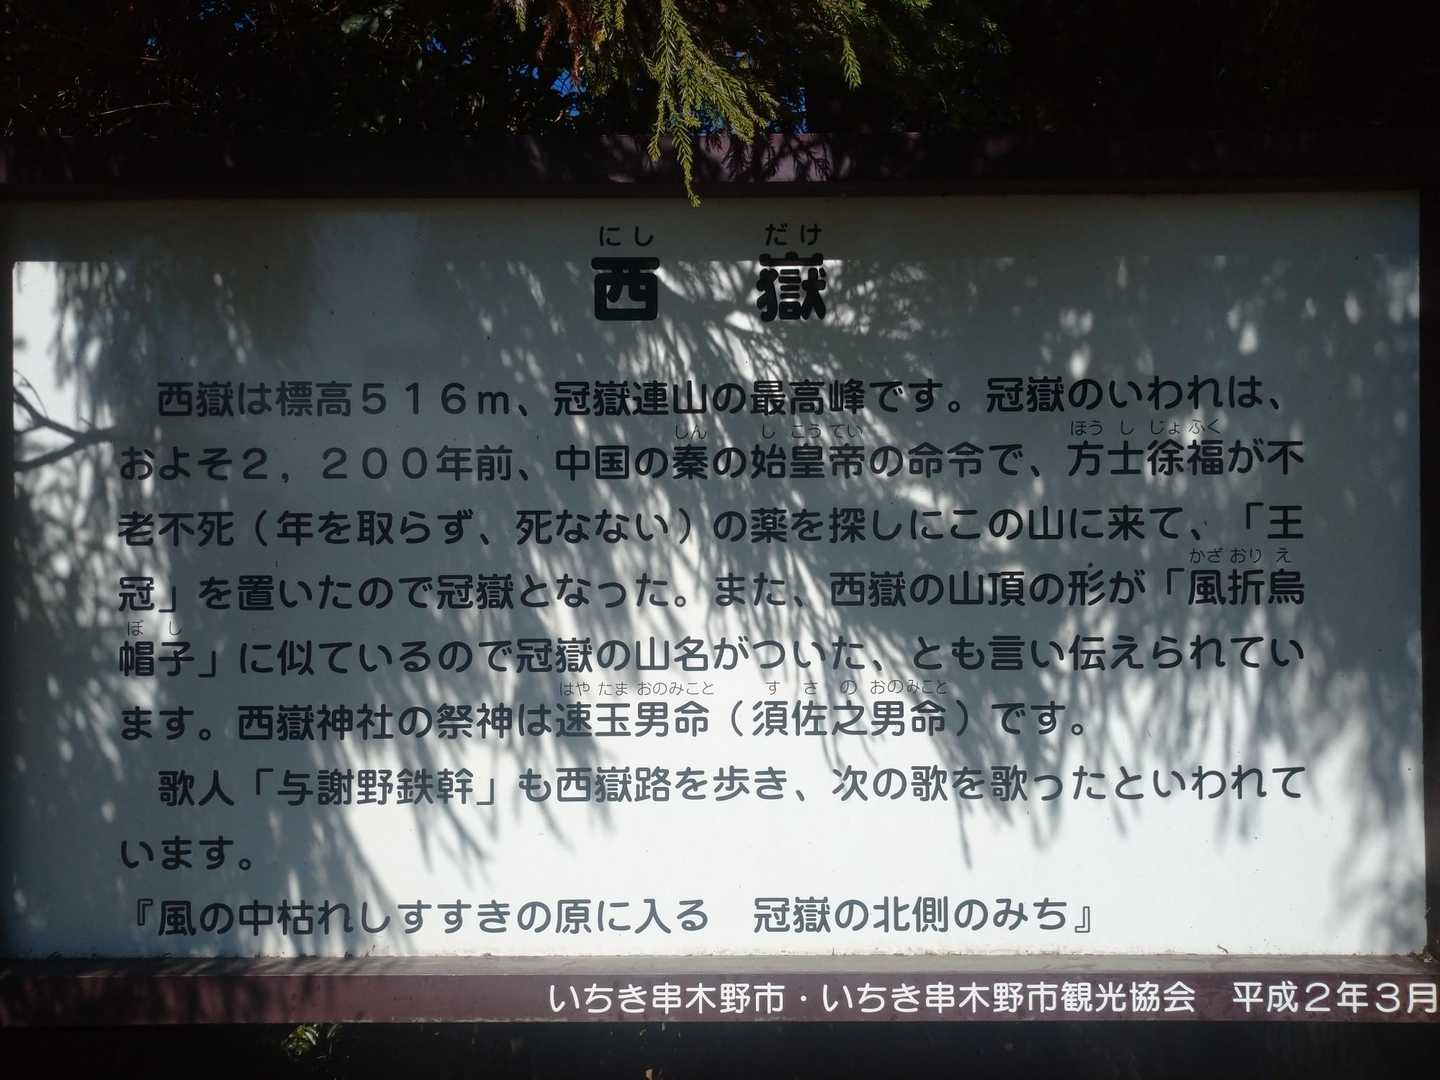 にし だけ
西 嶽
西嶽は標高５１６ｍ、冠嶽連山の最高峰です。冠嶽のいわれは、
しん し こう てい ほう し じょ ふく
およそ２，２００年前、中国の秦の始皇帝の命令で、方士徐福が不
老不死（年を取らず、死なない）の薬を探しにこの山に来て、「王
かざ おり え
冠」を置いたので冠嶽となった。また、西嶽の山頂の形が「風折烏
ぼ し
帽子」に似ているので冠嶽の山名がついた、とも言い伝えられてい
はや たま おのみこと す さ の おのみこと
ます。西嶽神社の祭神は速玉男命（須佐之男命）です。
歌人「与謝野鉄幹」も西嶽路を歩き、次の歌を歌ったといわれて
います。
『風の中枯れしすすきの原に入る 冠嶽の北側のみち』
いちき串木野市・いちき串木野市観光協会 平成２年３月